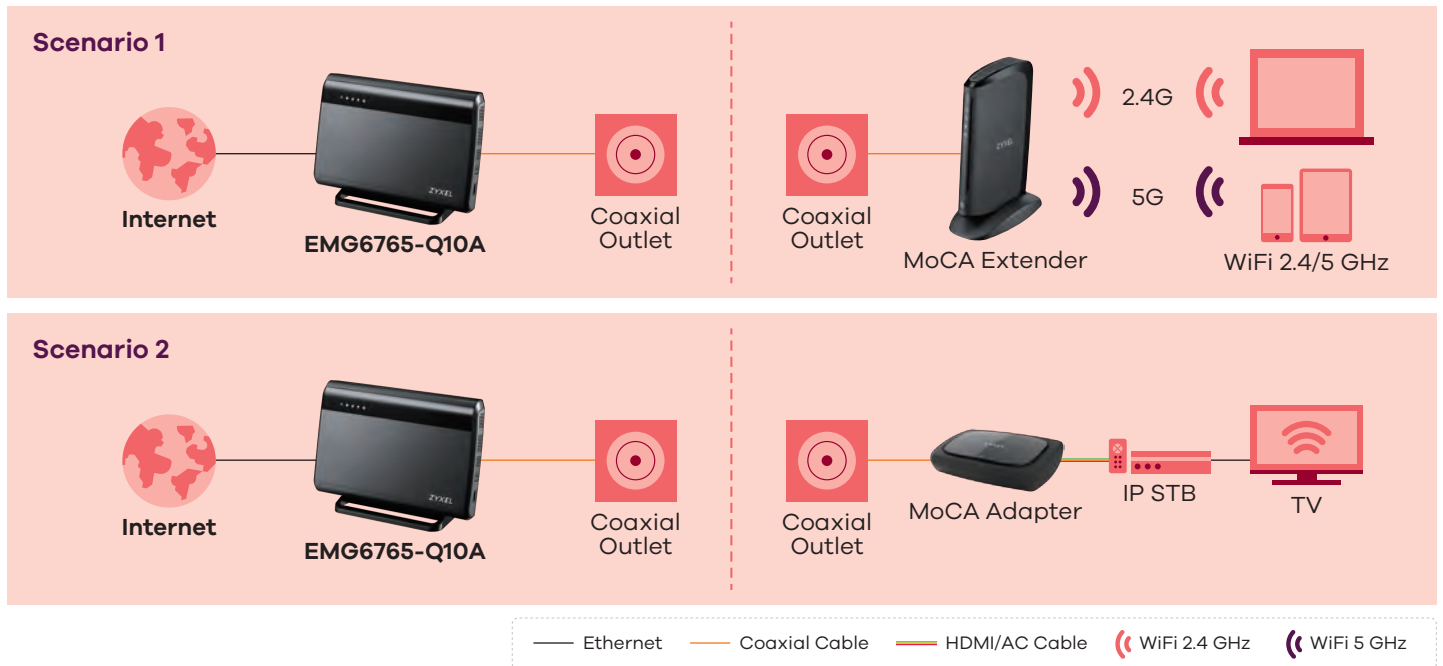 Scenario 1
Internet
ZYXEL
EMG6765-Q10A
Coaxial
Outlet
Coaxial
Outlet
ZYXEL
MoCA Extender
2.4G
5G
WiFi 2.4/5 GHz
Scenario 2
Internet
ZYXEL
EMG6765-Q10A
Coaxial
Outlet
Coaxial
Outlet
MoCA Adapter
IP STB
TV
Ethernet
Coaxial Cable
HDMI/AC Cable
WiFi 2.4 GHz
WiFi 5 GHz